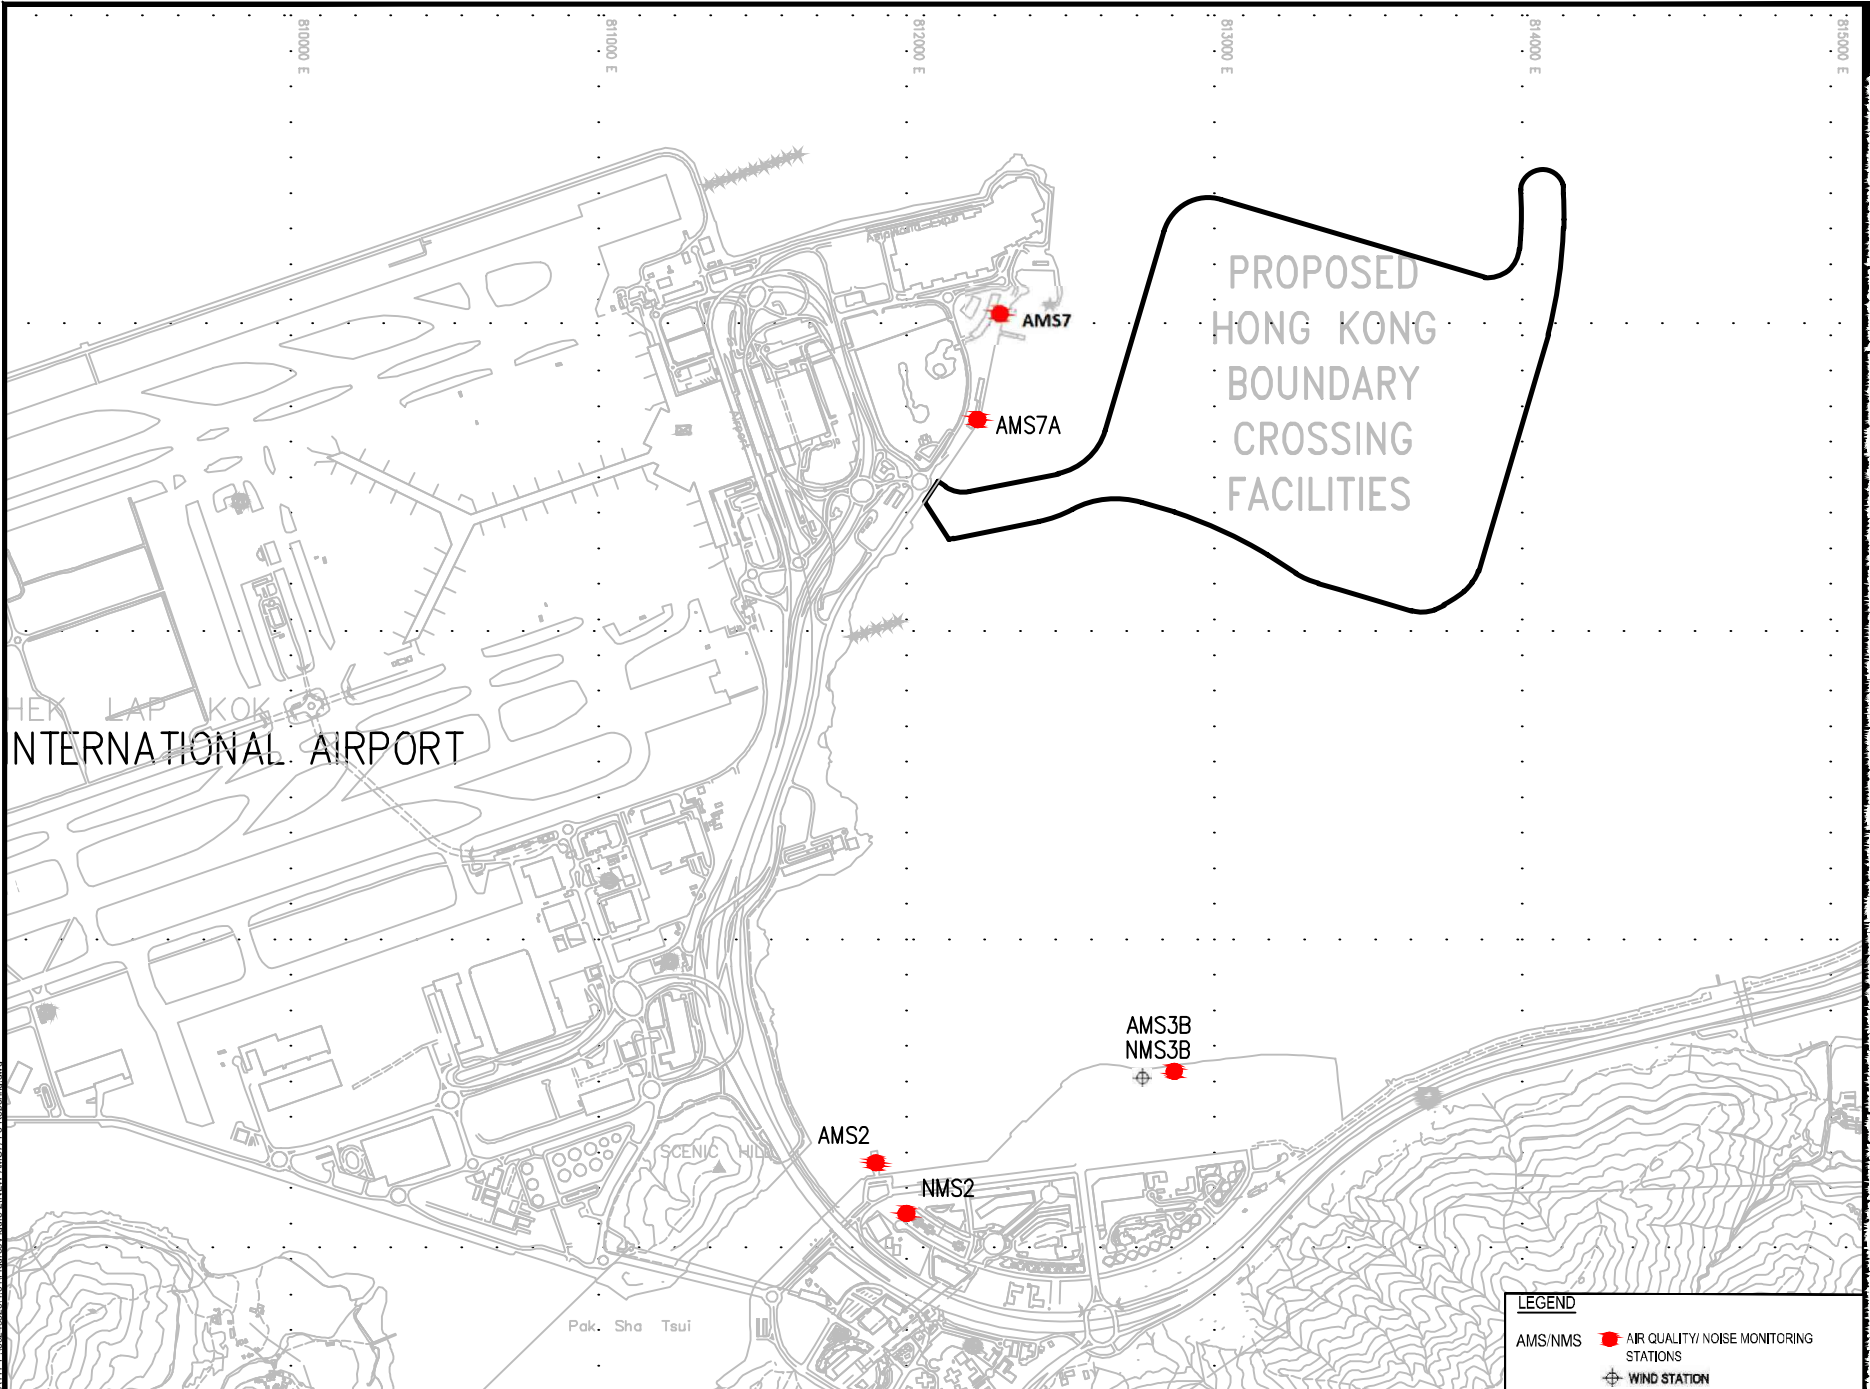 810000 E
811000 E
812000 E
813000 E
814000 E
815000 E
PROPOSED
HONG KONG
BOUNDARY
CROSSING
FACILITIES
AMS7
AMS7A
Airport
HEK LAP KOK
INTERNATIONAL AIRPORT
AMS3B
NMS3B
AMS2
SCENIC HILL
NMS2
Pak Sha Tsui
LEGEND
AMS/NMS AIR QUALITY/ NOISE MONITORING
STATIONS
WIND STATION